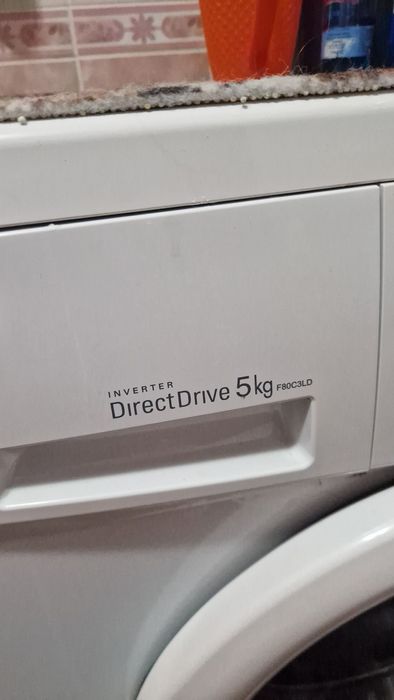 INVERTER
DirectDrive 5kg F80C3LD